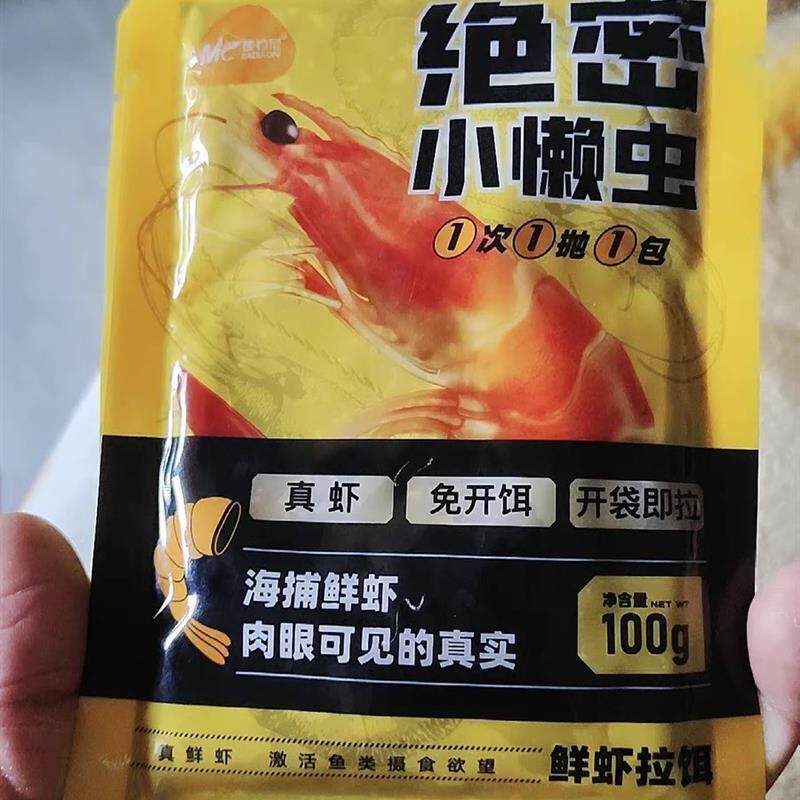 绝密
小懒虫
1次1抛1包
真虾 免开饵 开袋即拉
海捕鲜虾
肉眼可见的真实
净含量 NET WT
100g
真鲜虾 激活鱼类摄食欲望
鲜虾拉饵